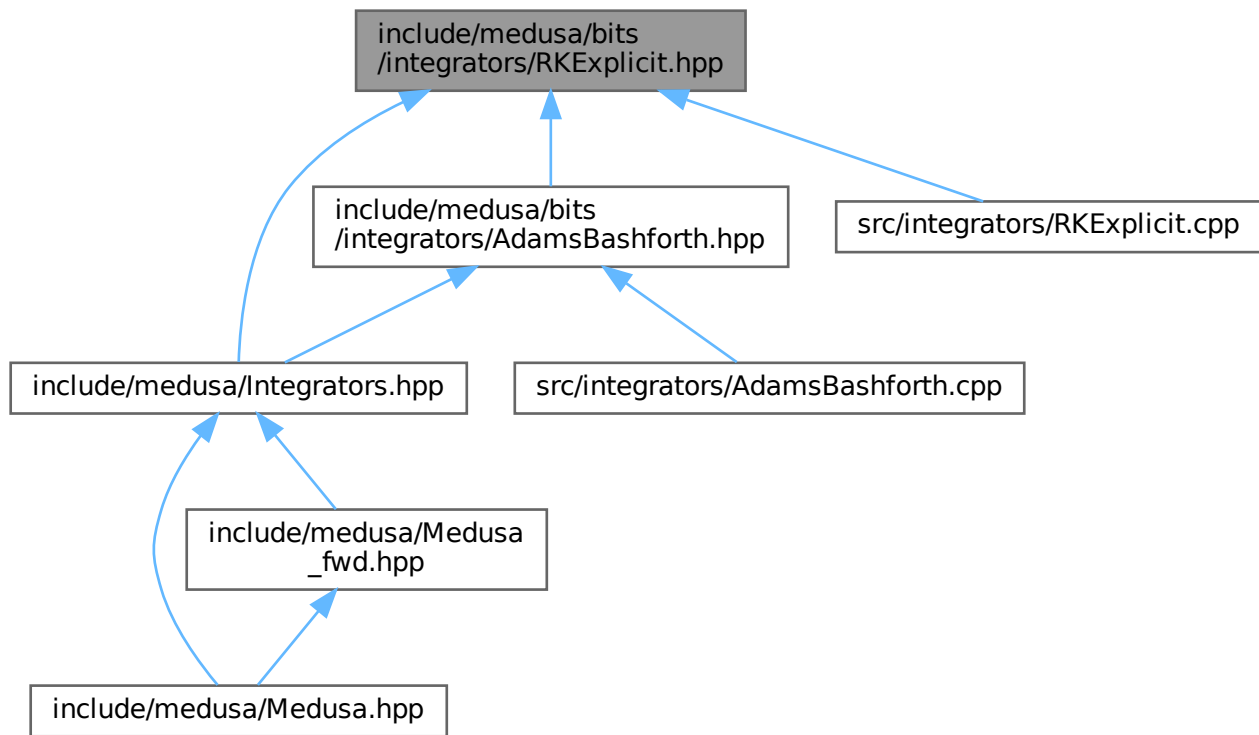 include/medusa/bits
/integrators/RKExplicit.hpp
include/medusa/bits
/integrators/AdamsBashforth.hpp
src/integrators/RKExplicit.cpp
include/medusa/Integrators.hpp
src/integrators/AdamsBashforth.cpp
include/medusa/Medusa
_fwd.hpp
include/medusa/Medusa.hpp